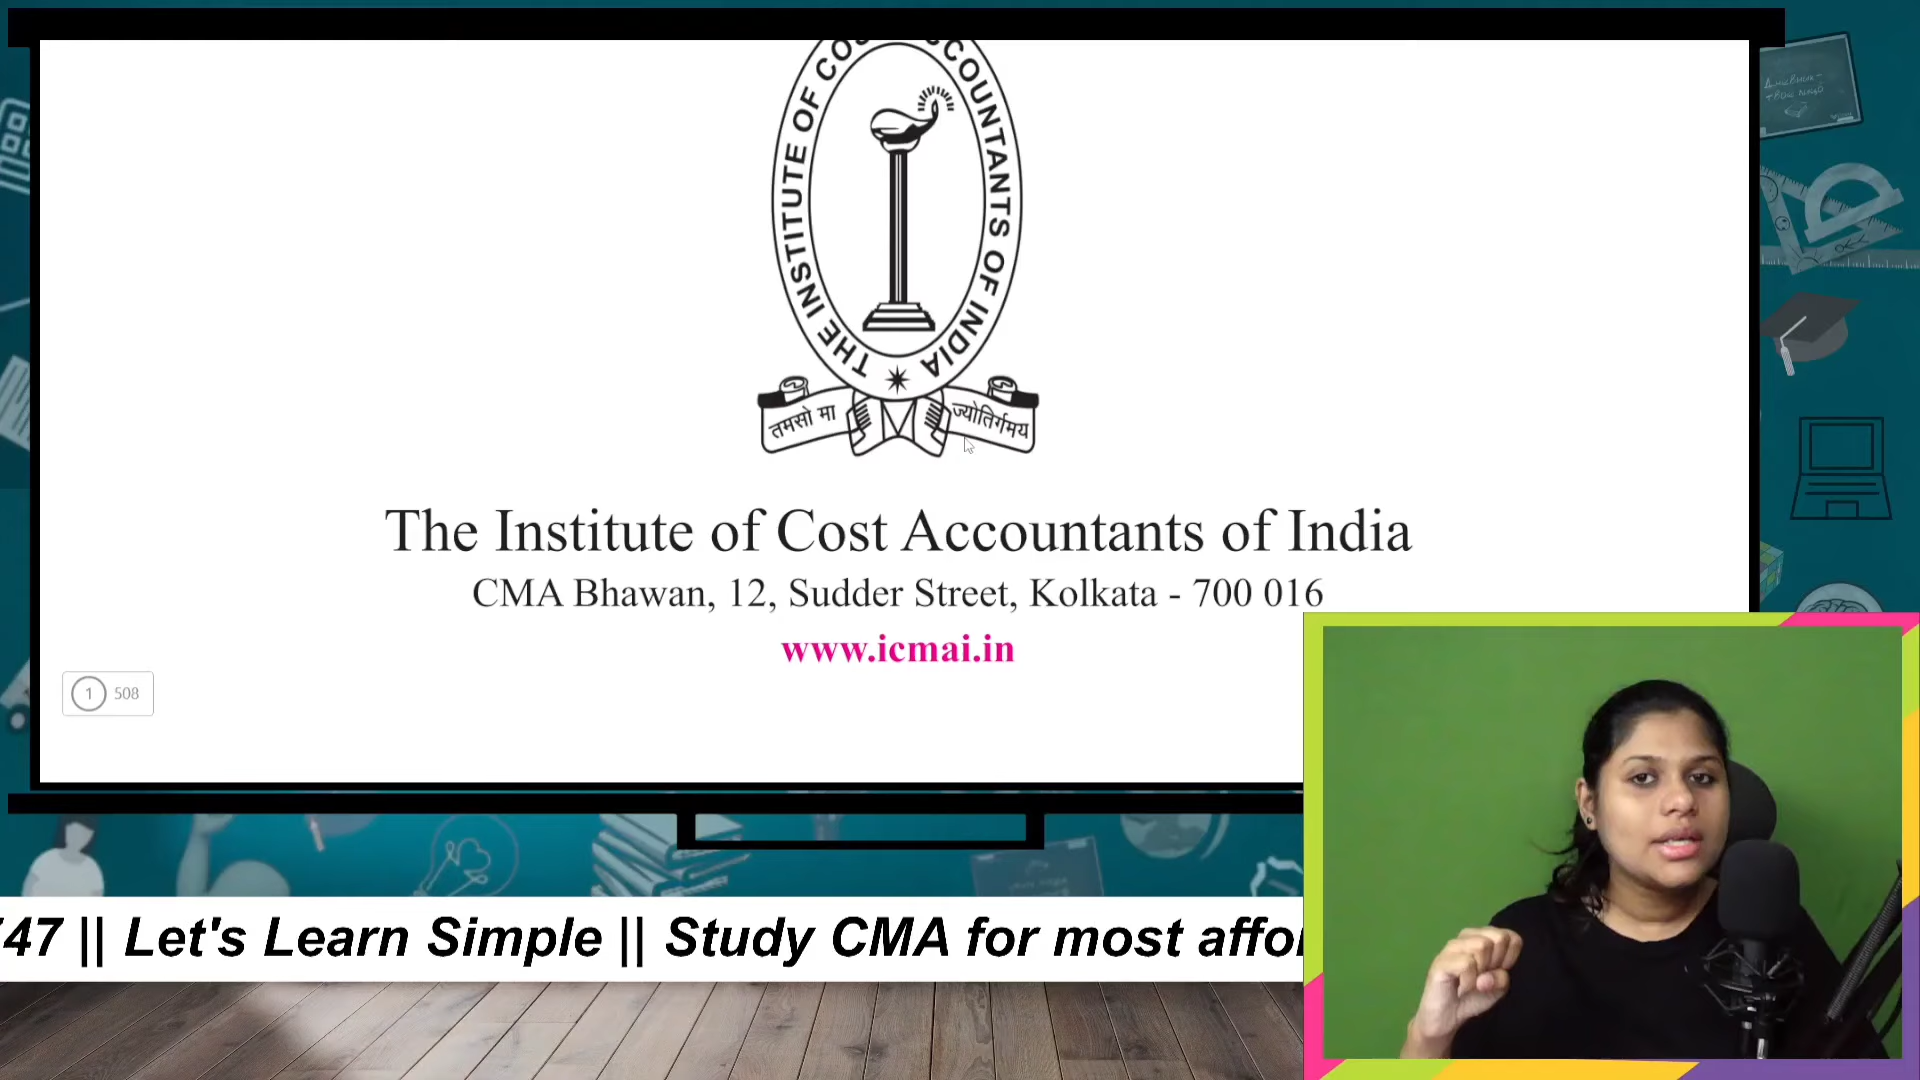 THE INSTITUTE OF COST ACCOUNTANTS OF INDIA
तमसो मा ज्योतिर्गमय
The Institute of Cost Accountants of India
CMA Bhawan, 12, Sudder Street, Kolkata - 700 016
www.icmai.in
1 508
47 || Let's Learn Simple || Study CMA for most